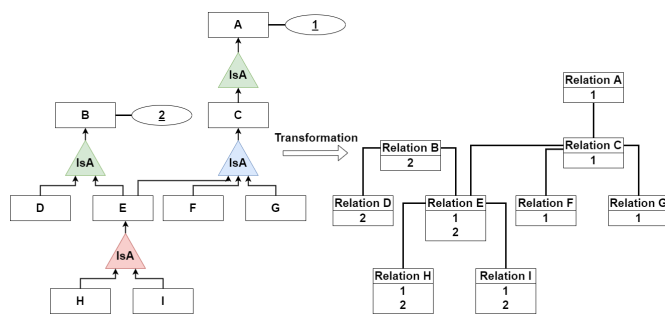 A
1
IsA
B
2
C
IsA
IsA
D
E
F
G
IsA
H
I
Transformation
Relation A
1
Relation B
2
Relation C
1
Relation D
2
Relation E
1
2
Relation F
1
Relation G
1
Relation H
1
2
Relation I
1
2